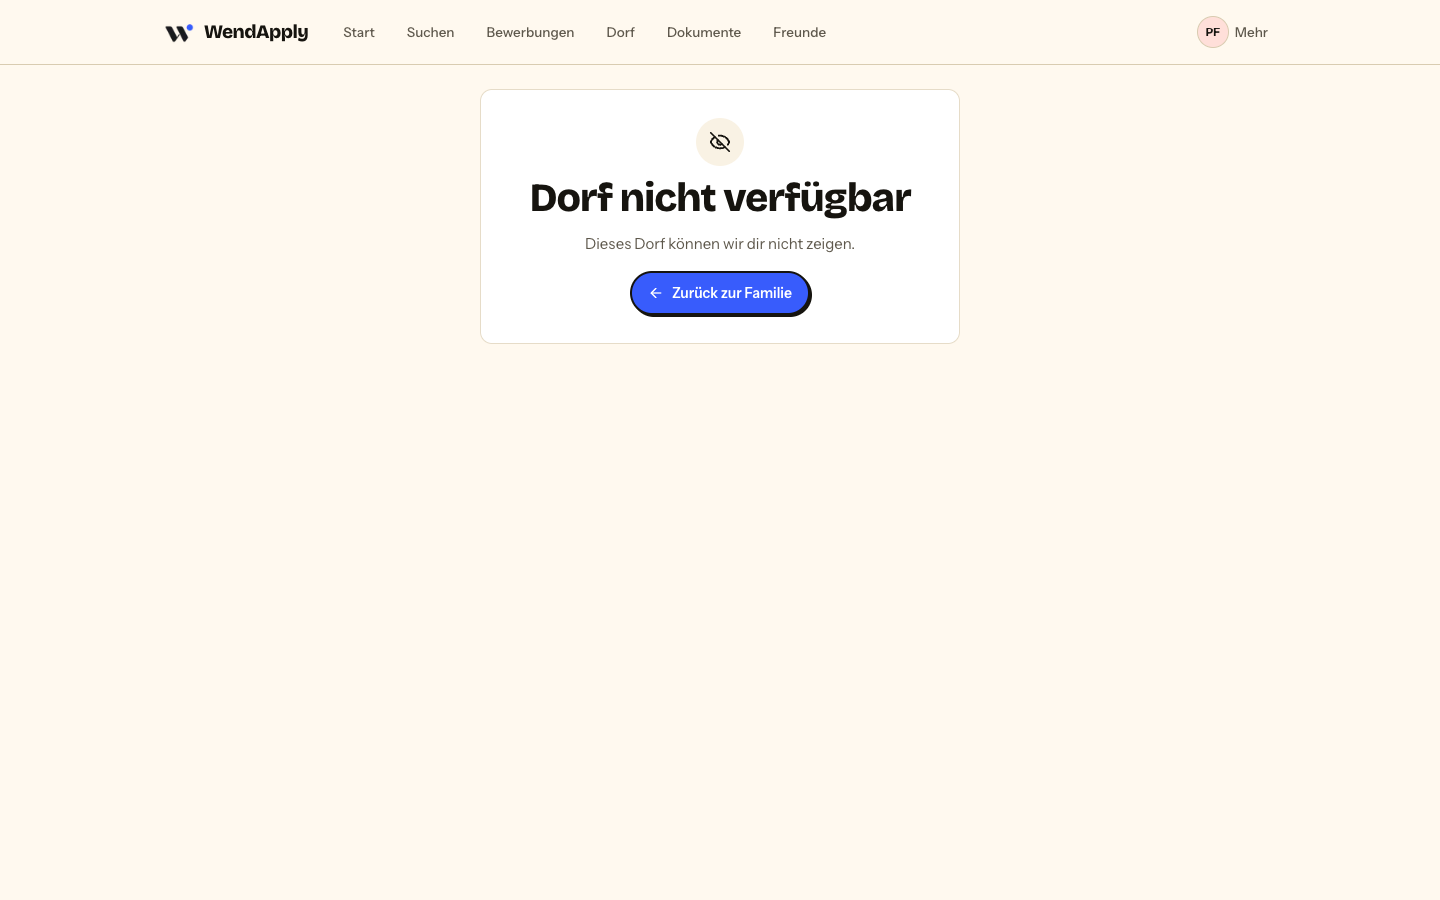 WendApply
Start
Suchen
Bewerbungen
Dorf
Dokumente
Freunde
PF
Mehr
Dorf nicht verfügbar
Dieses Dorf können wir dir nicht zeigen.
Zurück zur Familie